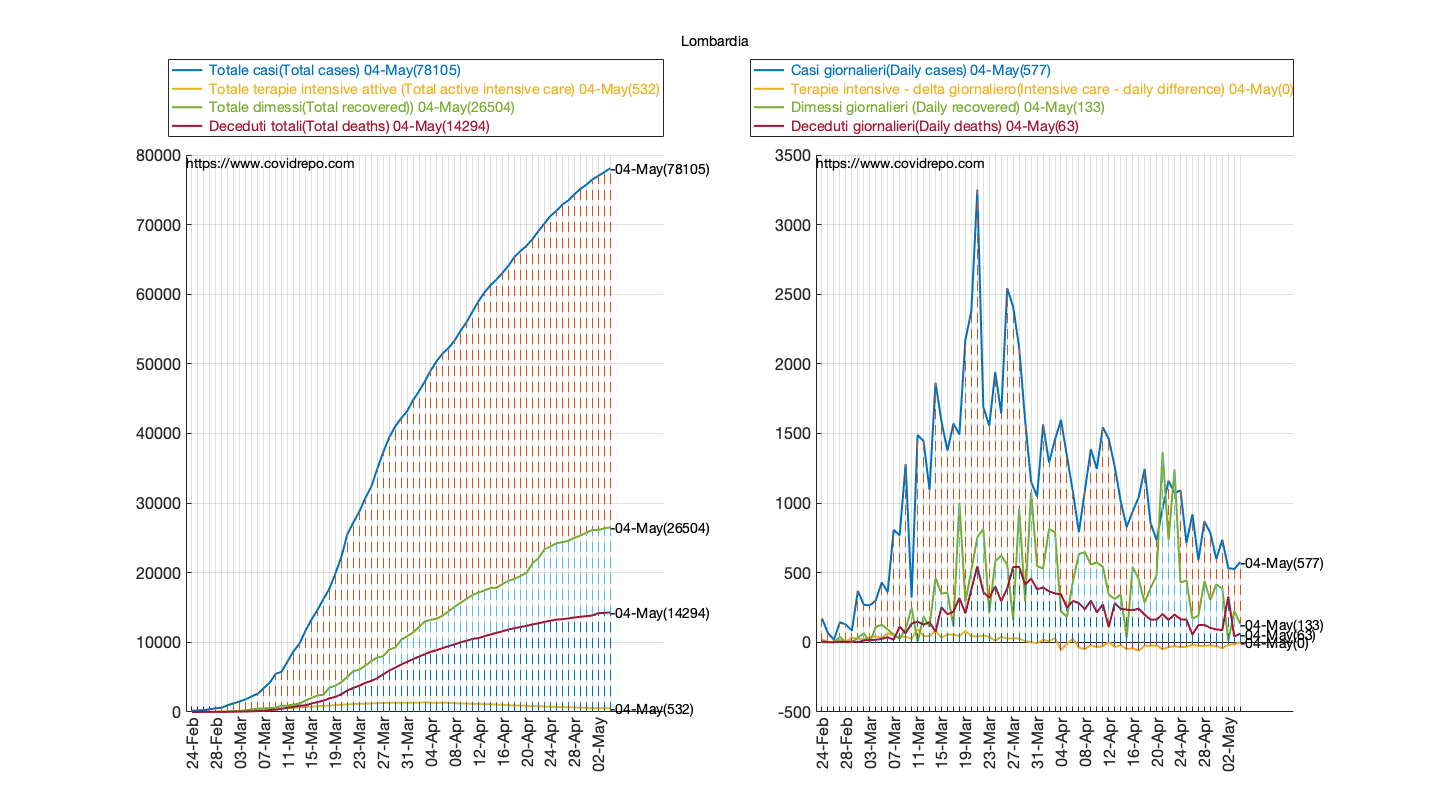 Lombardia
Totale casi(Total cases) 04-May(78105)
Totale terapie intensive attive (Total active intensive care) 04-May(532)
Totale dimessi(Total recovered)) 04-May(26504)
Deceduti totali(Total deaths) 04-May(14294)
Casi giornalieri(Daily cases) 04-May(577)
Terapie intensive - delta giornaliero(Intensive care - daily difference) 04-May(0)
Dimessi giornalieri (Daily recovered) 04-May(133)
Deceduti giornalieri(Daily deaths) 04-May(63)
80000
70000
60000
50000
40000
30000
20000
10000
0
https://www.covidrepo.com
04-May(78105)
04-May(26504)
04-May(14294)
04-May(532)
24-Feb
28-Feb
03-Mar
07-Mar
11-Mar
15-Mar
19-Mar
23-Mar
27-Mar
31-Mar
04-Apr
08-Apr
12-Apr
16-Apr
20-Apr
24-Apr
28-Apr
02-May
3500
3000
2500
2000
1500
1000
500
0
-500
https://www.covidrepo.com
04-May(577)
04-May(133)
04-May(63)
04-May(0)
24-Feb
28-Feb
03-Mar
07-Mar
11-Mar
15-Mar
19-Mar
23-Mar
27-Mar
31-Mar
04-Apr
08-Apr
12-Apr
16-Apr
20-Apr
24-Apr
28-Apr
02-May